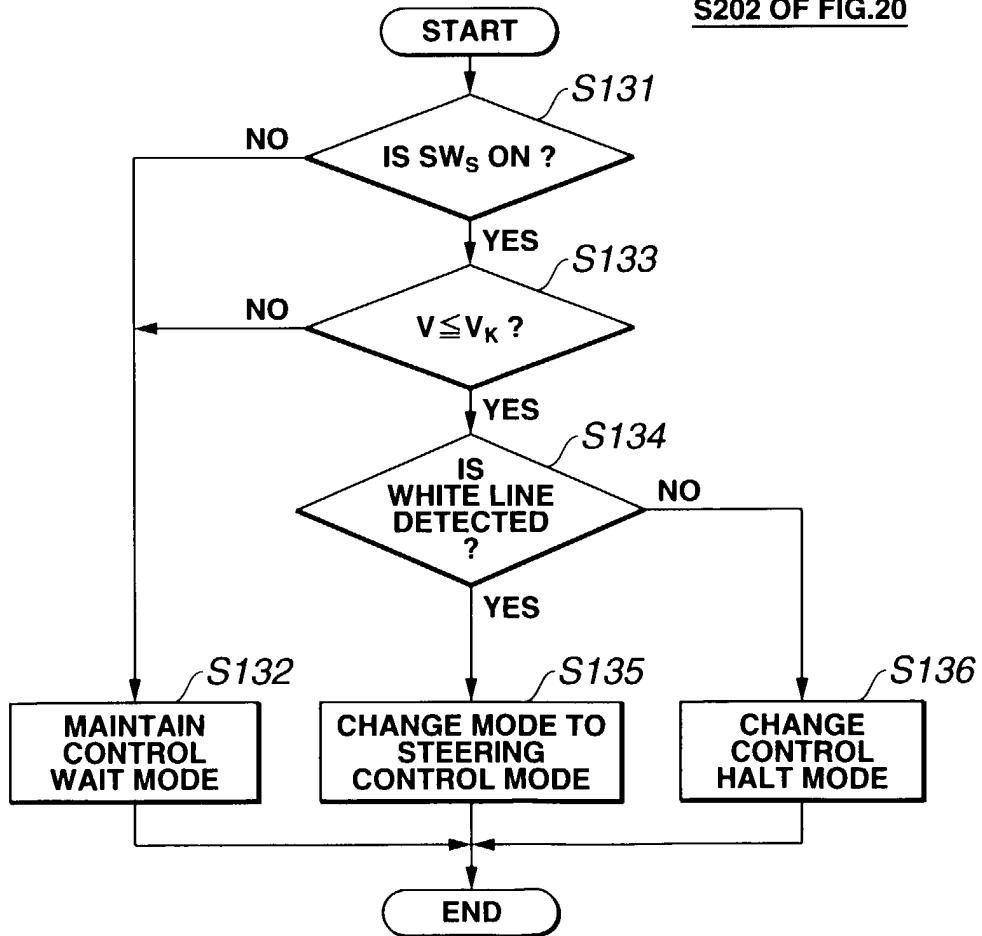 S202 OF FIG.20
START
S131
NO
IS SWS ON ?
YES
S133
NO
V≦VK ?
YES
S134
IS
WHITE LINE
DETECTED
?
NO
YES
S132
S135
S136
MAINTAIN
CONTROL
WAIT MODE
CHANGE MODE TO
STEERING
CONTROL MODE
CHANGE
CONTROL
HALT MODE
END